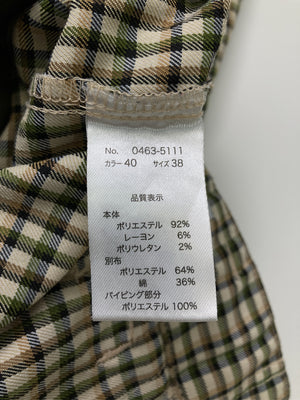 No. 0463-5111
カラー 40 サイズ 38
品質表示
本体
ポリエステル 92%
レーヨン 6%
ポリウレタン 2%
別布
ポリエステル 64%
綿 36%
パイピング部分
ポリエステル 100%